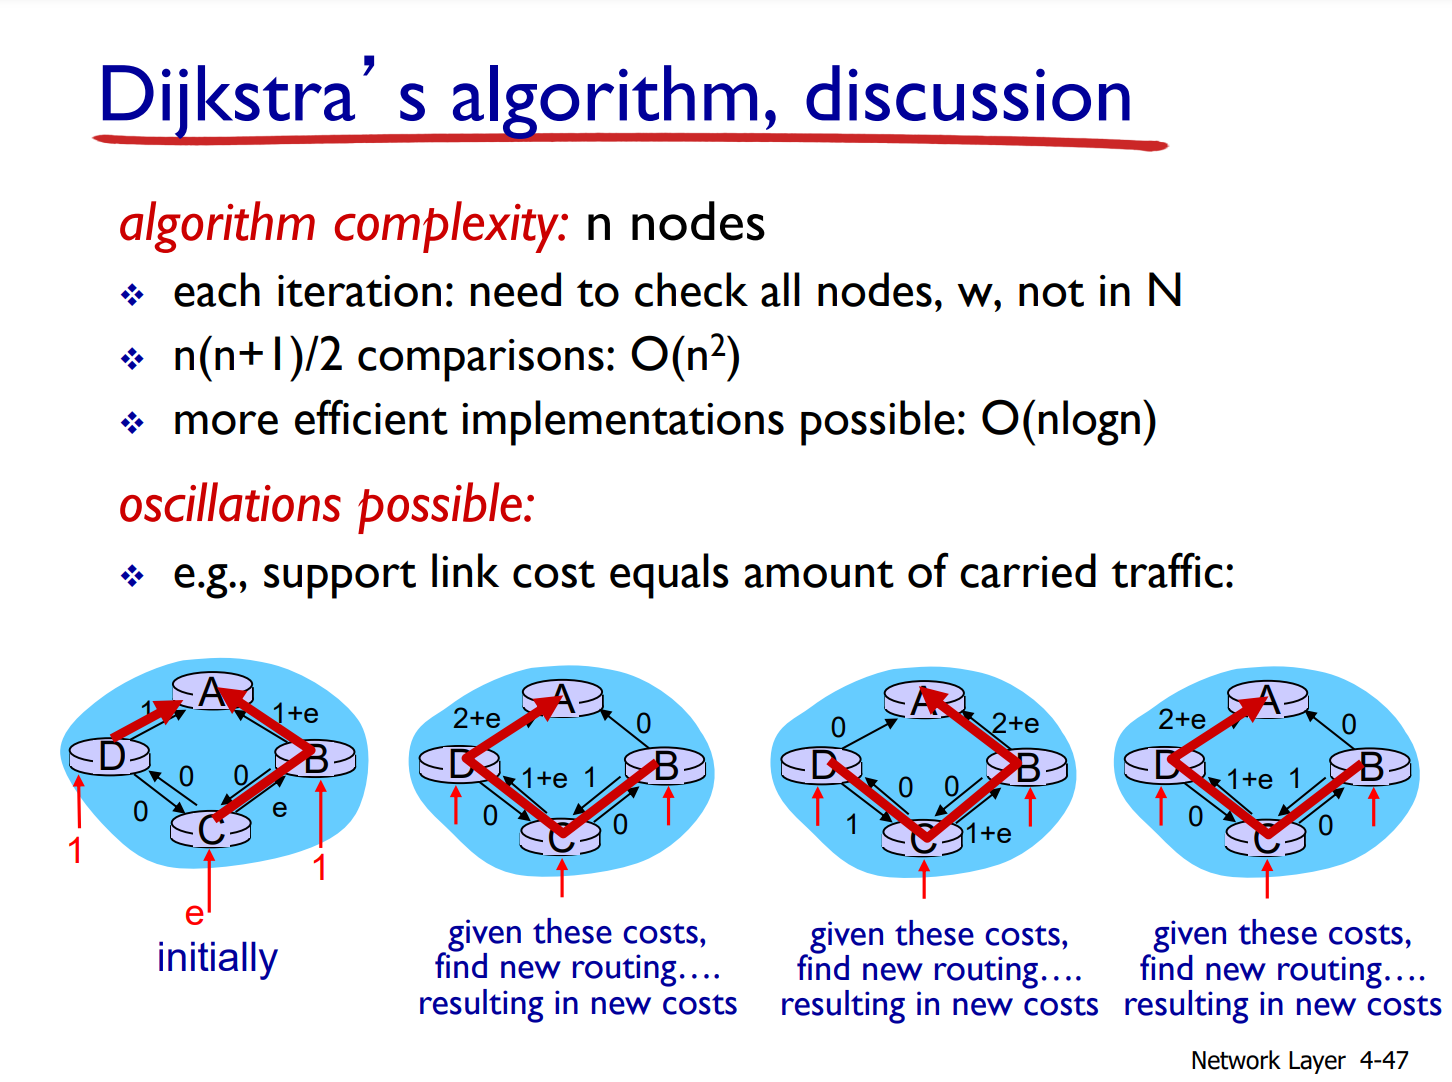 Dijkstra’s algorithm, discussion
algorithm complexity: n nodes
❖ each iteration: need to check all nodes, w, not in N
❖ n(n+1)/2 comparisons: O(n²)
❖ more efficient implementations possible: O(nlogn)
oscillations possible:
❖ e.g., support link cost equals amount of carried traffic:
A
1
1+e
D
B
0
0
0
e
C
1
1
e
initially
A
2+e
0
D
B
1+e
1
0
0
C
given these costs,
find new routing….
resulting in new costs
A
0
2+e
D
B
0
0
1
1+e
C
given these costs,
find new routing….
resulting in new costs
A
2+e
0
D
B
1+e
1
0
0
C
given these costs,
find new routing….
resulting in new costs
Network Layer 4-47